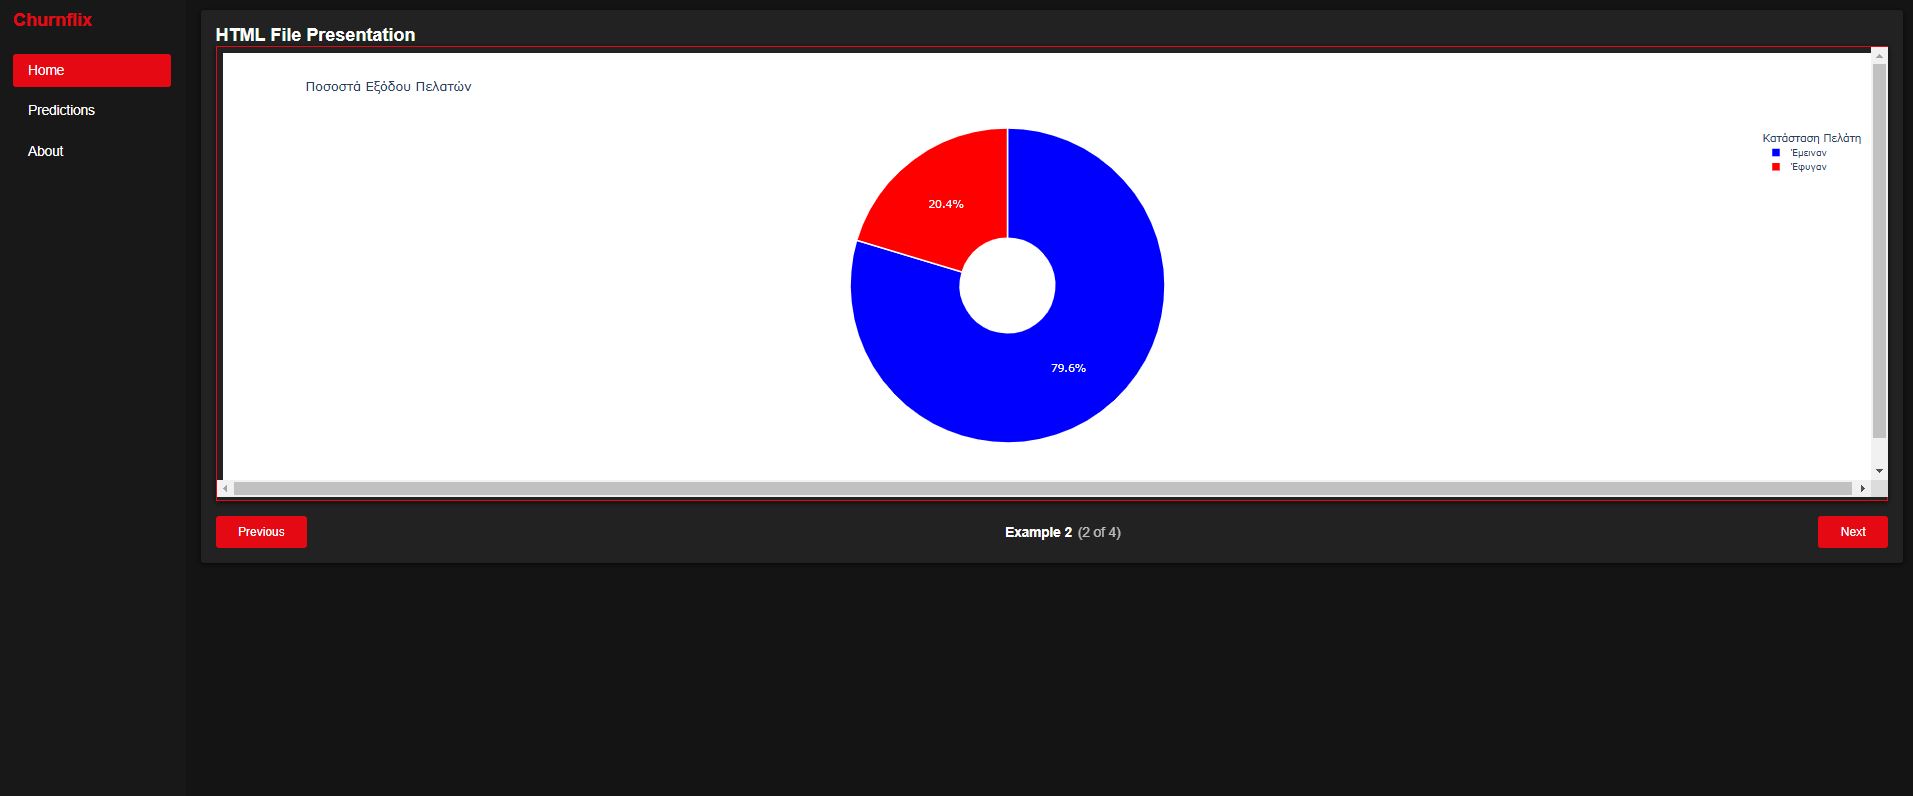 Churnflix
Home
Predictions
About
HTML File Presentation
Ποσοστά Εξόδου Πελατών
Κατάσταση Πελάτη
Έμειναν
Έφυγαν
20.4%
79.6%
Previous
Example 2 (2 of 4)
Next